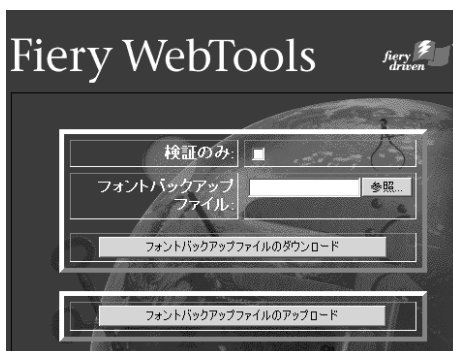 Fiery WebTools
fiery
driven
検証のみ:
フォントバックアップ
ファイル:
参照...
フォントバックアップファイルのダウンロード
フォントバックアップファイルのアップロード